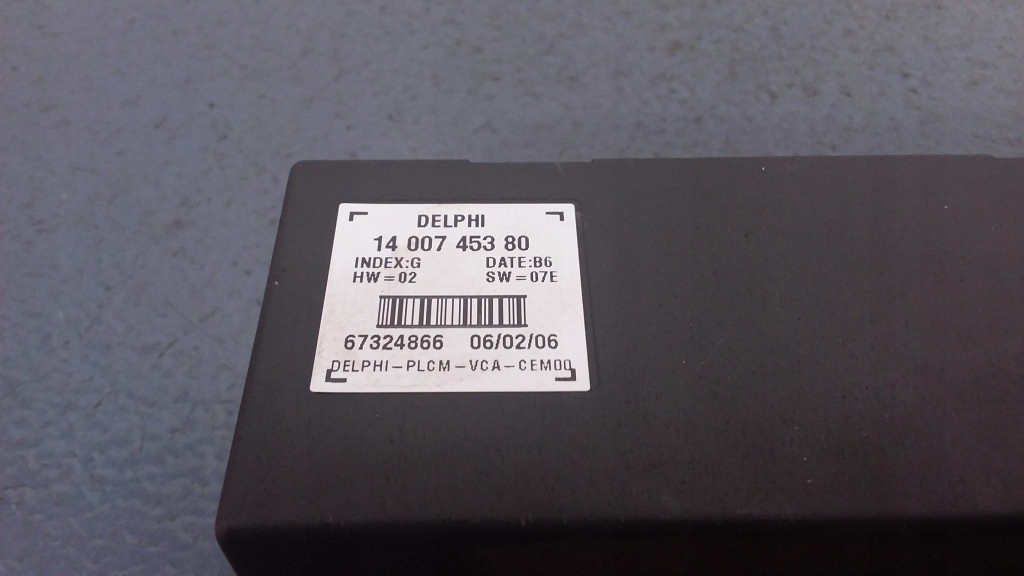 DELPHI
14 007 453 80
INDEX:G DATE:B6
HW=02 SW=07E
67324866 06/02/06
DELPHI-PLCM-VCA-CEM00